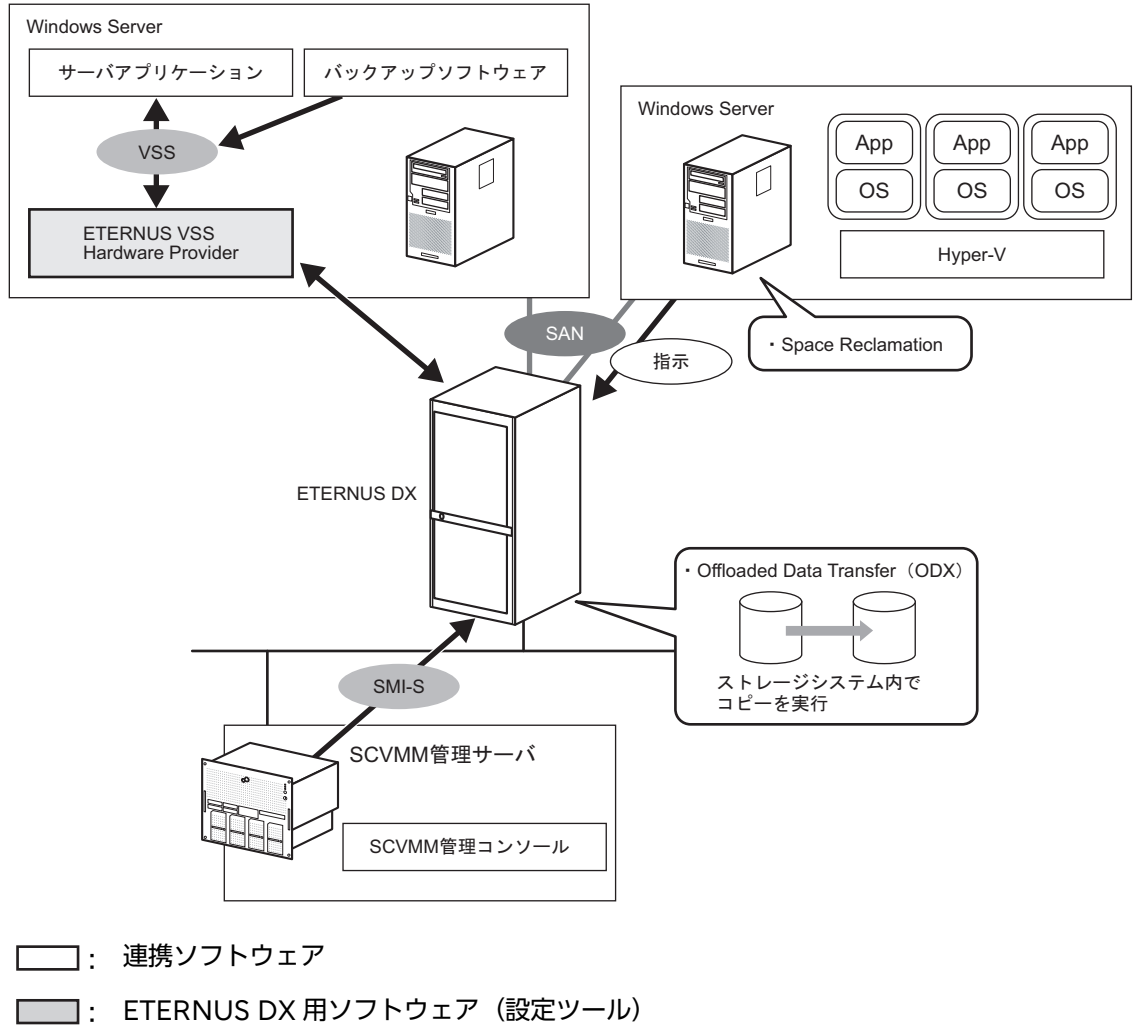 Windows Server
サーバアプリケーション
バックアップソフトウェア
VSS
ETERNUS VSS
Hardware Provider
Windows Server
App
App
App
OS
OS
OS
Hyper-V
・Space Reclamation
SAN
指示
ETERNUS DX
・Offloaded Data Transfer（ODX）
ストレージシステム内で
コピーを実行
SMI-S
SCVMM管理サーバ
SCVMM管理コンソール
： 連携ソフトウェア
： ETERNUS DX 用ソフトウェア（設定ツール）